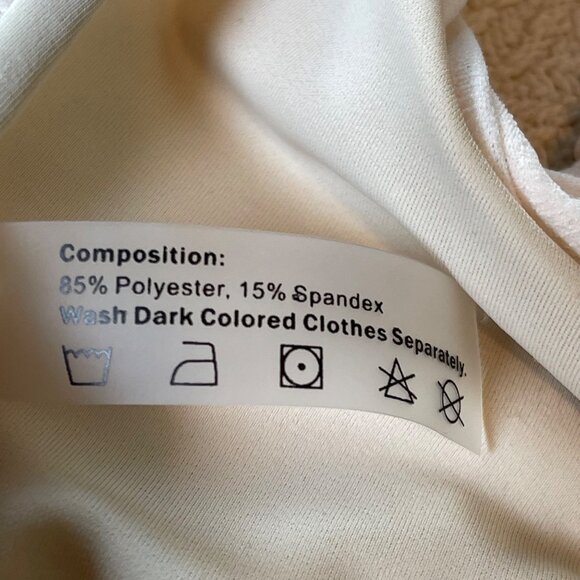 Composition:
85% Polyester, 15% Spandex
Wash Dark Colored Clothes Separately.